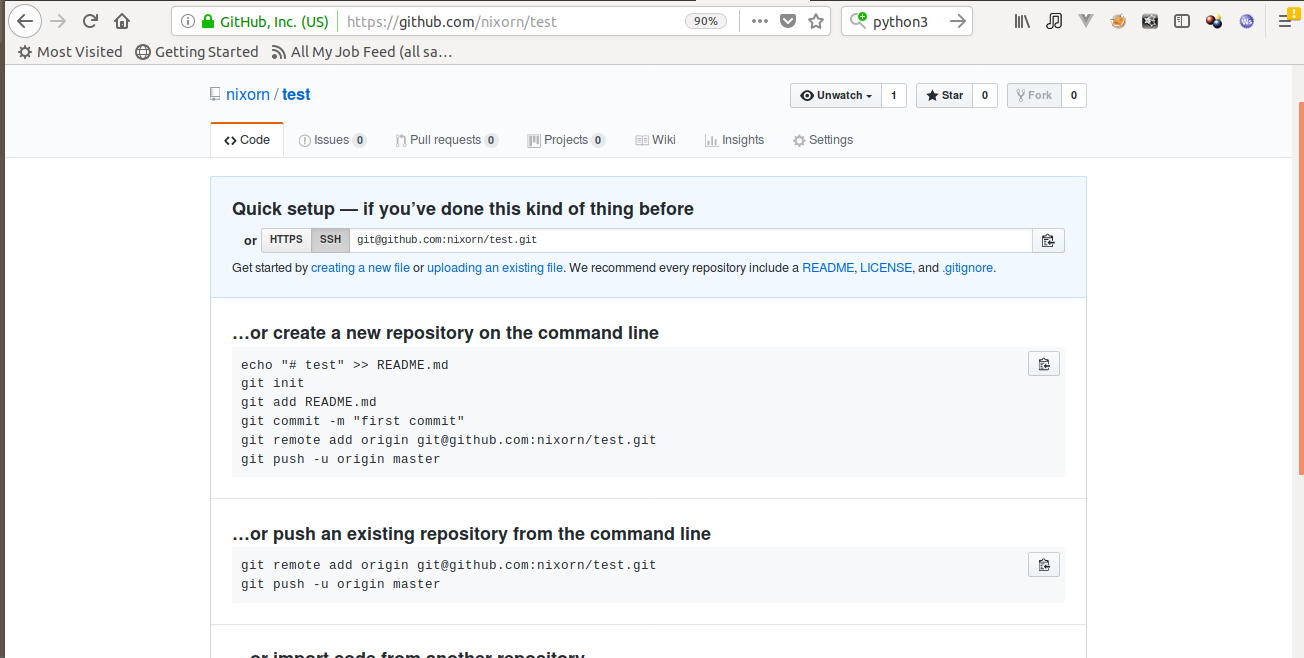 GitHub, Inc. (US) https://github.com/nixorn/test 90% python3
Most Visited Getting Started All My Job Feed (all sa…
nixorn / test Unwatch 1 Star 0 Fork 0
Code Issues 0 Pull requests 0 Projects 0 Wiki Insights Settings
Quick setup — if you’ve done this kind of thing before
or HTTPS SSH git@github.com:nixorn/test.git
Get started by creating a new file or uploading an existing file. We recommend every repository include a README, LICENSE, and .gitignore.
…or create a new repository on the command line
echo "# test" >> README.md
git init
git add README.md
git commit -m "first commit"
git remote add origin git@github.com:nixorn/test.git
git push -u origin master
…or push an existing repository from the command line
git remote add origin git@github.com:nixorn/test.git
git push -u origin master
…or import code from another repository